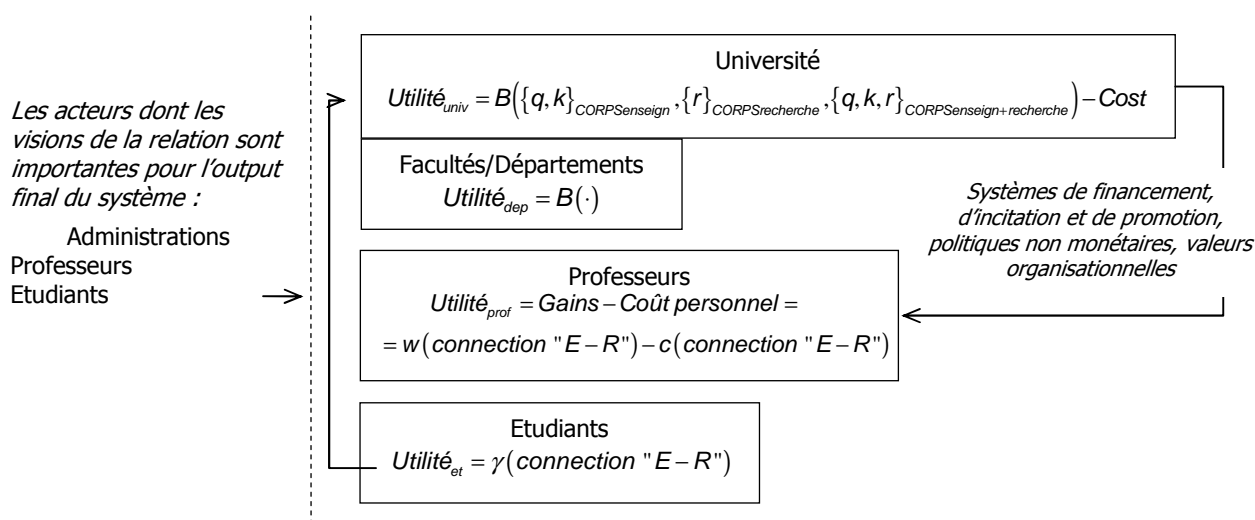 Les acteurs dont les
visions de la relation sont
importantes pour l'output
final du système :
Administrations
Professeurs
Etudiants
Université
Utilité_univ = B({q,k}_CORPSenseign, {r}_CORPSrecherche, {q,k,r}_CORPSenseign+recherche) − Cost
Facultés/Départements
Utilité_dep = B(·)
Professeurs
Utilité_prof = Gains − Coût personnel =
= w(connection "E − R") − c(connection "E − R")
Etudiants
Utilité_et = γ(connection "E − R")
Systèmes de financement,
d'incitation et de promotion,
politiques non monétaires, valeurs
organisationnelles